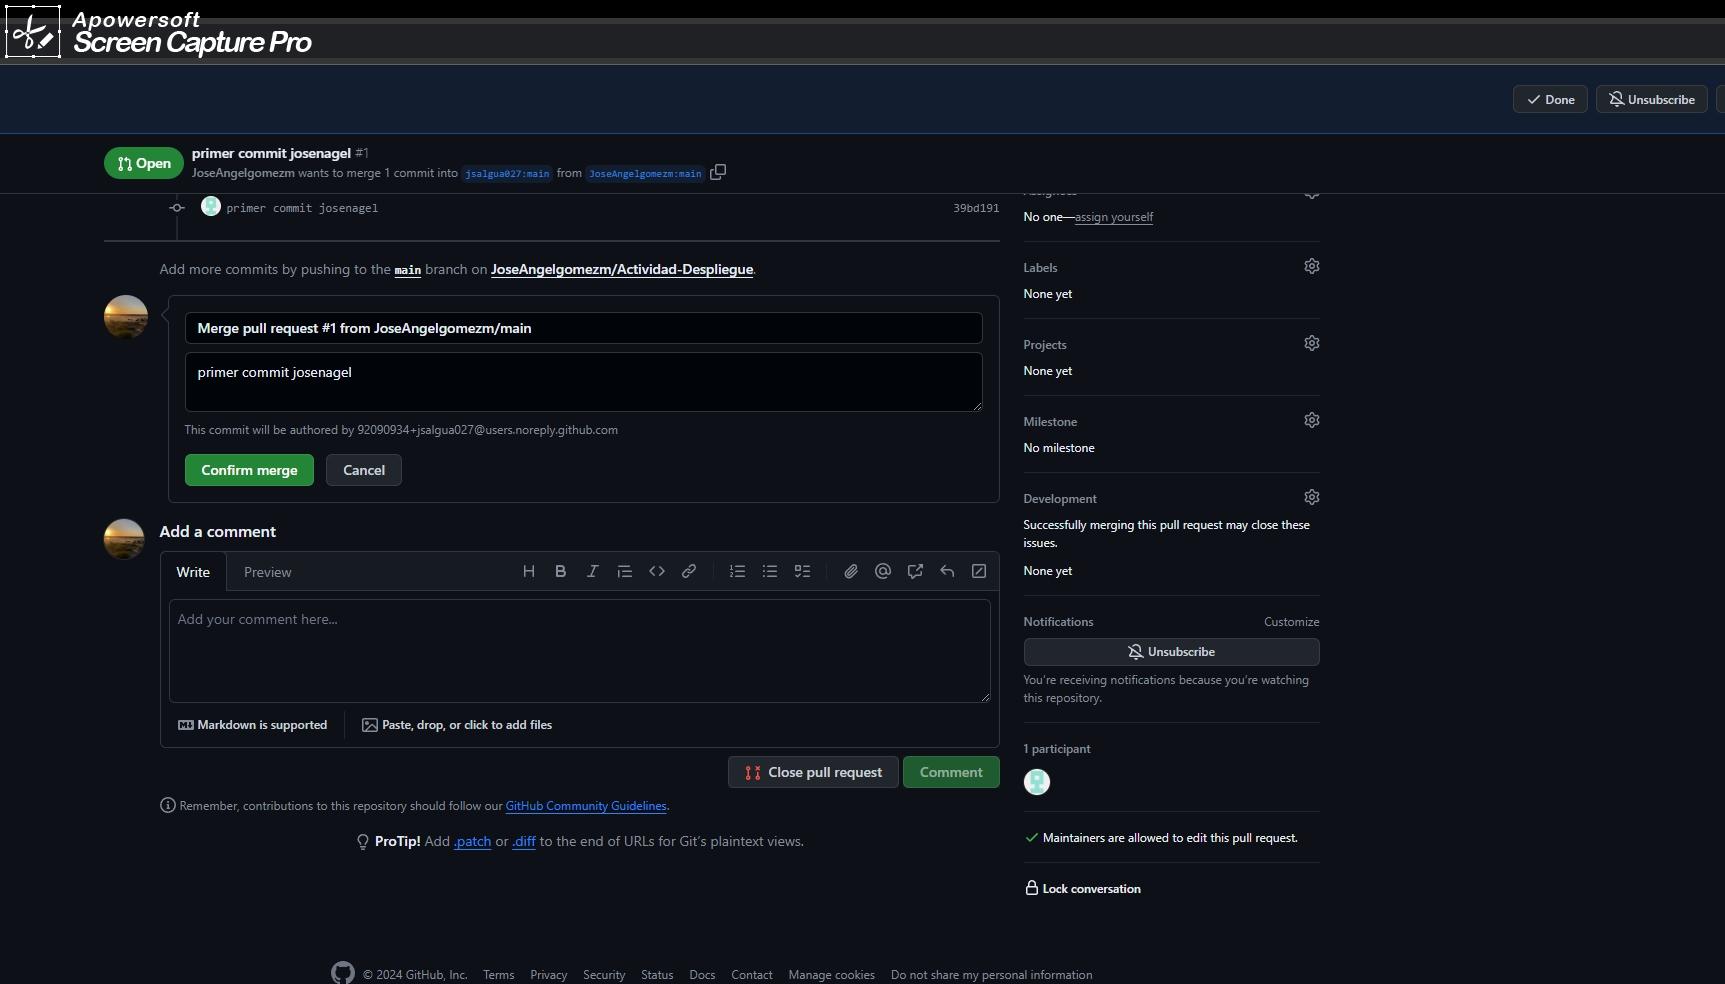 Apowersoft
Screen Capture Pro
Done
Unsubscribe
Open
primer commit josenagel #1
JoseAngelgomezm wants to merge 1 commit into jsalgua027:main from JoseAngelgomezm:main
primer commit josenagel
39bd191
Add more commits by pushing to the main branch on JoseAngelgomezm/Actividad-Despliegue.
Merge pull request #1 from JoseAngelgomezm/main
primer commit josenagel
This commit will be authored by 92090934+jsalgua027@users.noreply.github.com
Confirm merge
Cancel
Add a comment
Write
Preview
Add your comment here...
Markdown is supported
Paste, drop, or click to add files
Close pull request
Comment
Remember, contributions to this repository should follow our GitHub Community Guidelines.
ProTip! Add .patch or .diff to the end of URLs for Git's plaintext views.
No one—assign yourself
Labels
None yet
Projects
None yet
Milestone
No milestone
Development
Successfully merging this pull request may close these
issues.
None yet
Notifications
Customize
Unsubscribe
You're receiving notifications because you're watching
this repository.
1 participant
Maintainers are allowed to edit this pull request.
Lock conversation
© 2024 GitHub, Inc.
Terms
Privacy
Security
Status
Docs
Contact
Manage cookies
Do not share my personal information